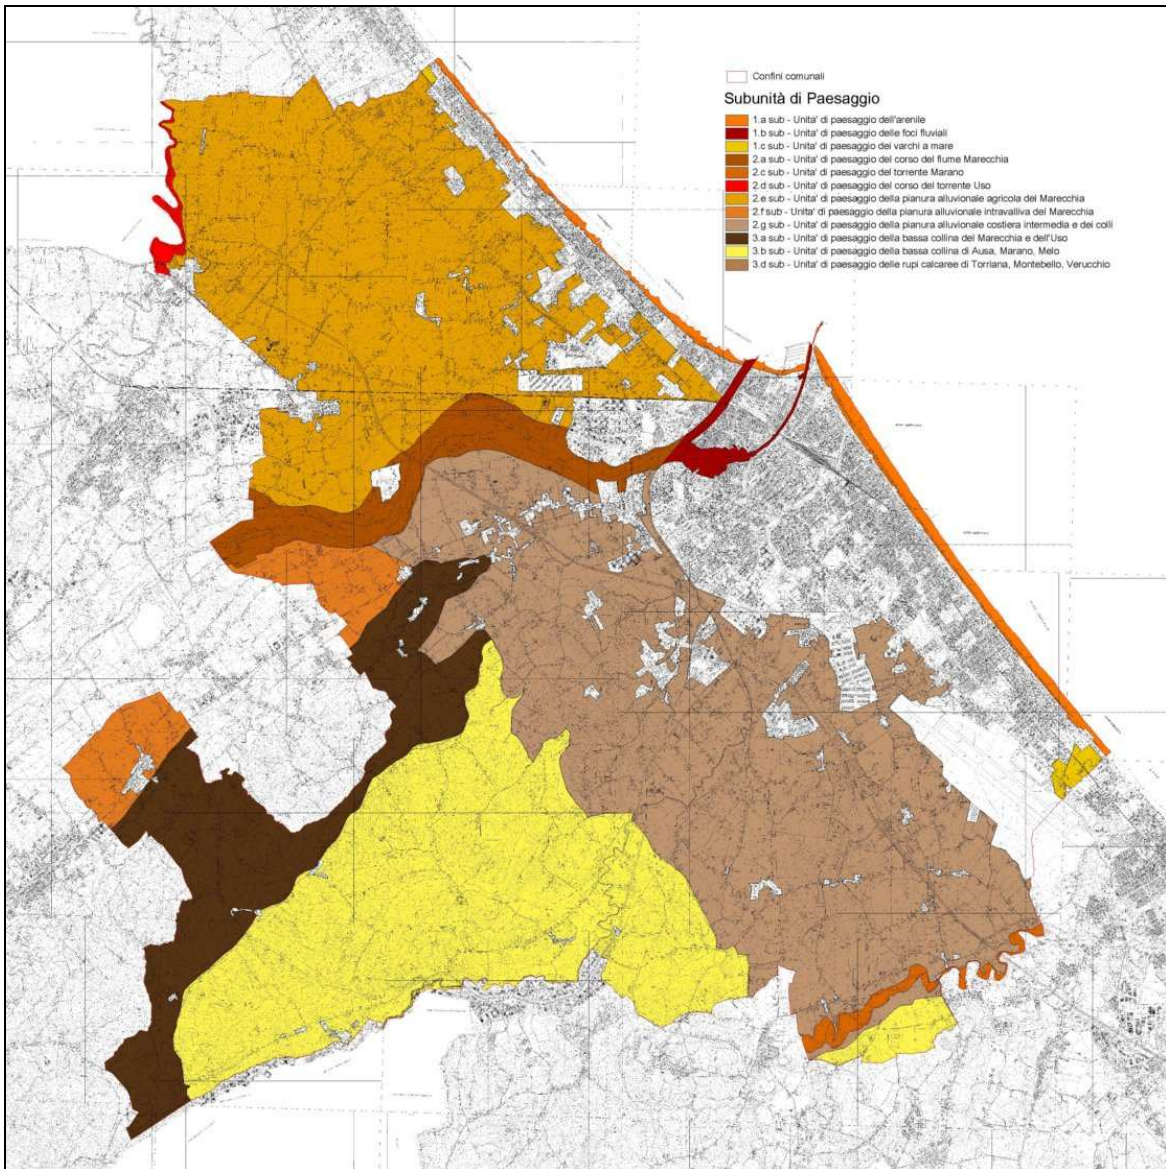 Confini comunali
Subunità di Paesaggio
1.a sub - Unita' di paesaggio dell'arenile
1.b sub - Unita' di paesaggio delle foci fluviali
1.c sub - Unita' di paesaggio dei varchi a mare
2.a sub - Unita' di paesaggio del corso del fiume Marecchia
2.c sub - Unita' di paesaggio del torrente Marano
2.d sub - Unita' di paesaggio del corso del torrente Uso
2.e sub - Unita' di paesaggio della pianura alluvionale agricola del Marecchia
2.f sub - Unita' di paesaggio della pianura alluvionale intravalliva del Marecchia
2.g sub - Unita' di paesaggio della pianura alluvionale costiera intermedia e dei colli
3.a sub - Unita' di paesaggio della bassa collina del Marecchia e dell'Uso
3.b sub - Unita' di paesaggio della bassa collina di Ausa, Marano, Melo
3.d sub - Unita' di paesaggio delle rupi calcaree di Torriana, Montebello, Verucchio